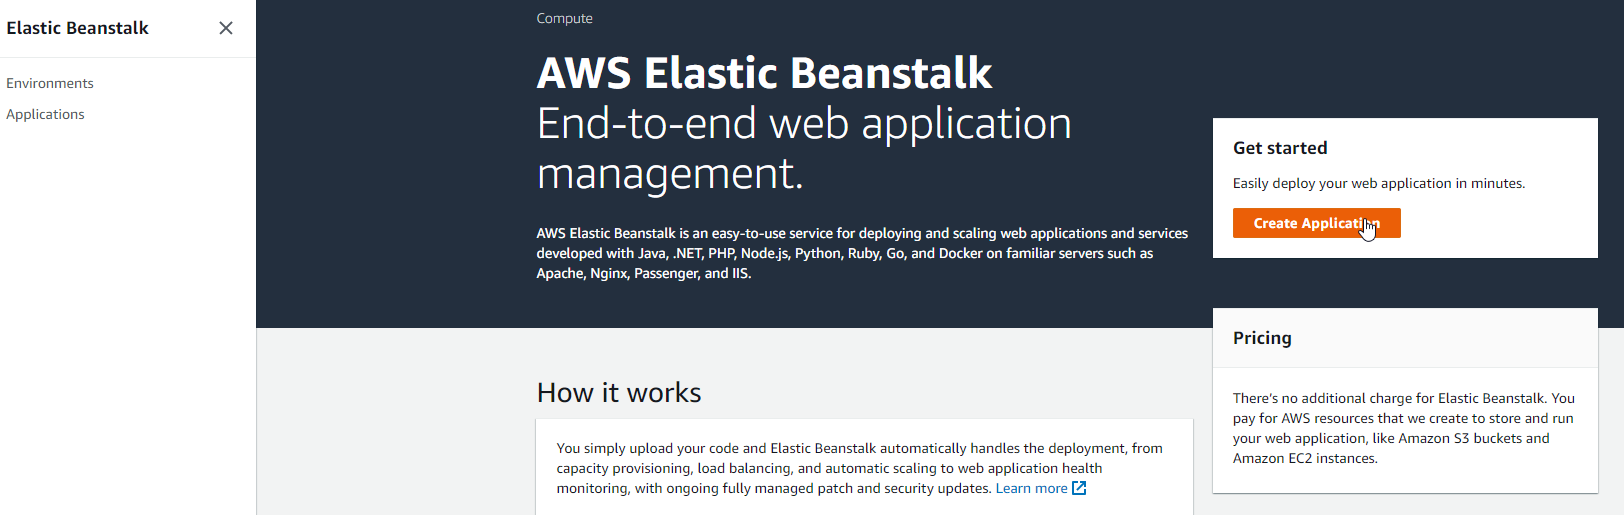 Elastic Beanstalk
Environments
Applications
Compute
AWS Elastic Beanstalk
End-to-end web application
management.
AWS Elastic Beanstalk is an easy-to-use service for deploying and scaling web applications and services
developed with Java, .NET, PHP, Node.js, Python, Ruby, Go, and Docker on familiar servers such as
Apache, Nginx, Passenger, and IIS.
Get started
Easily deploy your web application in minutes.
Create Application
Pricing
There's no additional charge for Elastic Beanstalk. You
pay for AWS resources that we create to store and run
your web application, like Amazon S3 buckets and
Amazon EC2 instances.
How it works
You simply upload your code and Elastic Beanstalk automatically handles the deployment, from
capacity provisioning, load balancing, and automatic scaling to web application health
monitoring, with ongoing fully managed patch and security updates. Learn more